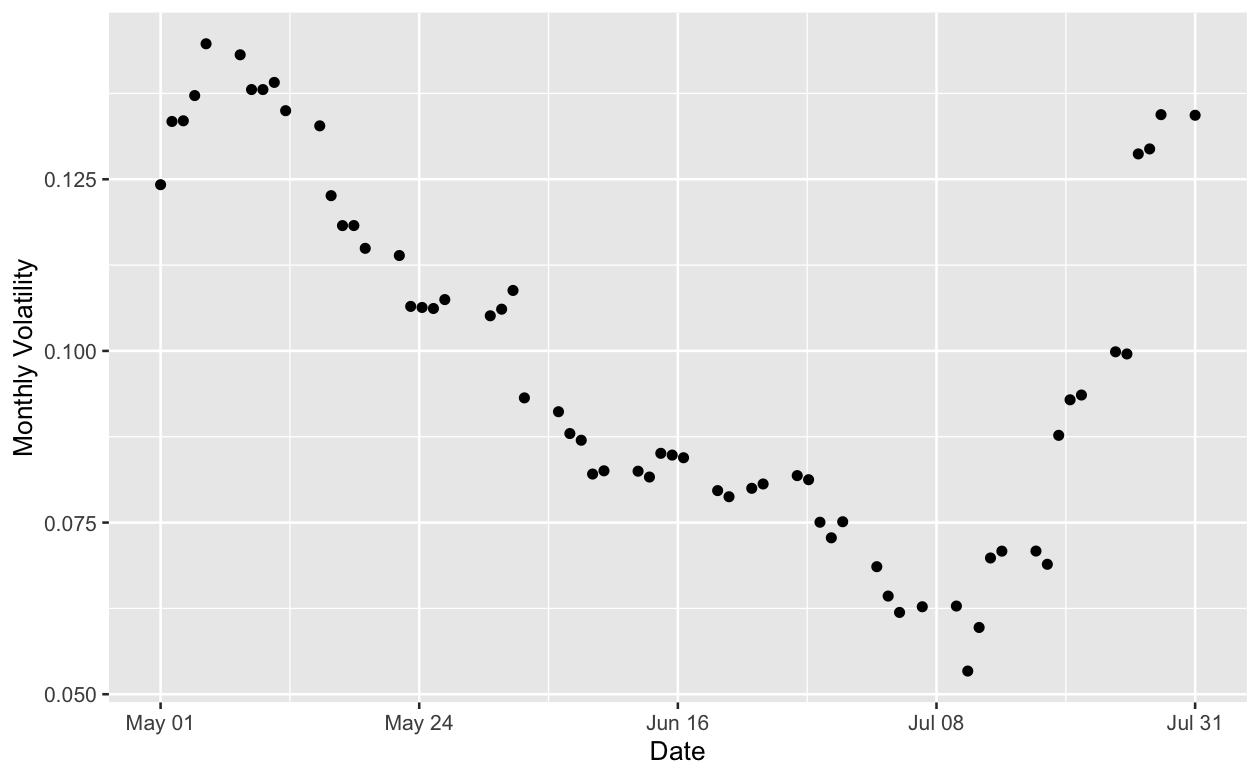 0.125
0.100
0.075
0.050
Monthly Volatility
May 01
May 24
Jun 16
Jul 08
Jul 31
Date